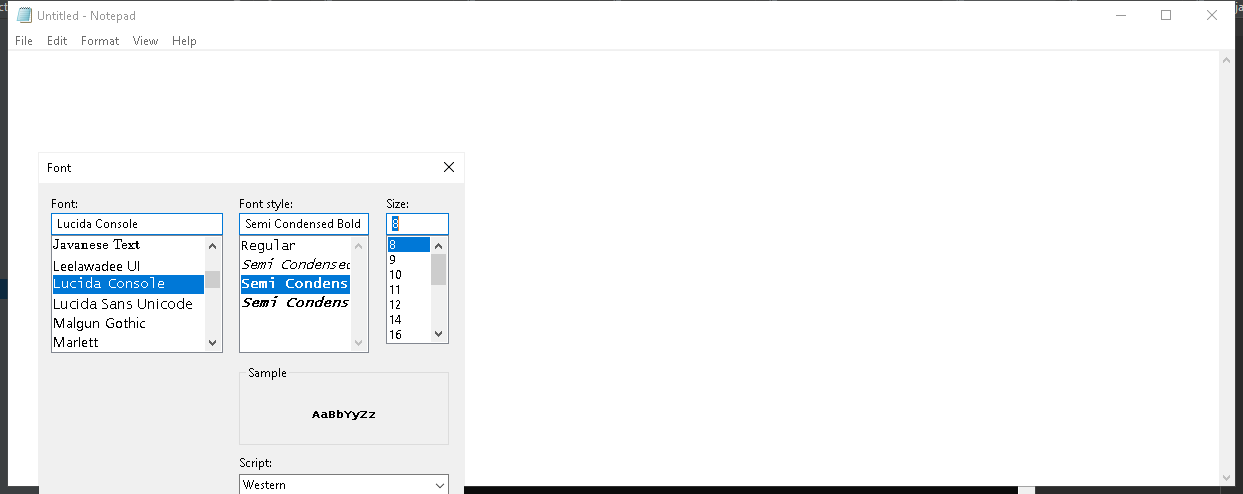 Untitled - Notepad
File Edit Format View Help
Font
Font: Font style: Size:
Lucida Console Semi Condensed Bold 8
Javanese Text
Leelawadee UI
Lucida Console
Lucida Sans Unicode
Malgun Gothic
Marlett
Regular
Semi Condensed
Semi Condens
Semi Condens
8
9
10
11
12
14
16
Sample
AaBbYyZz
Script:
Western